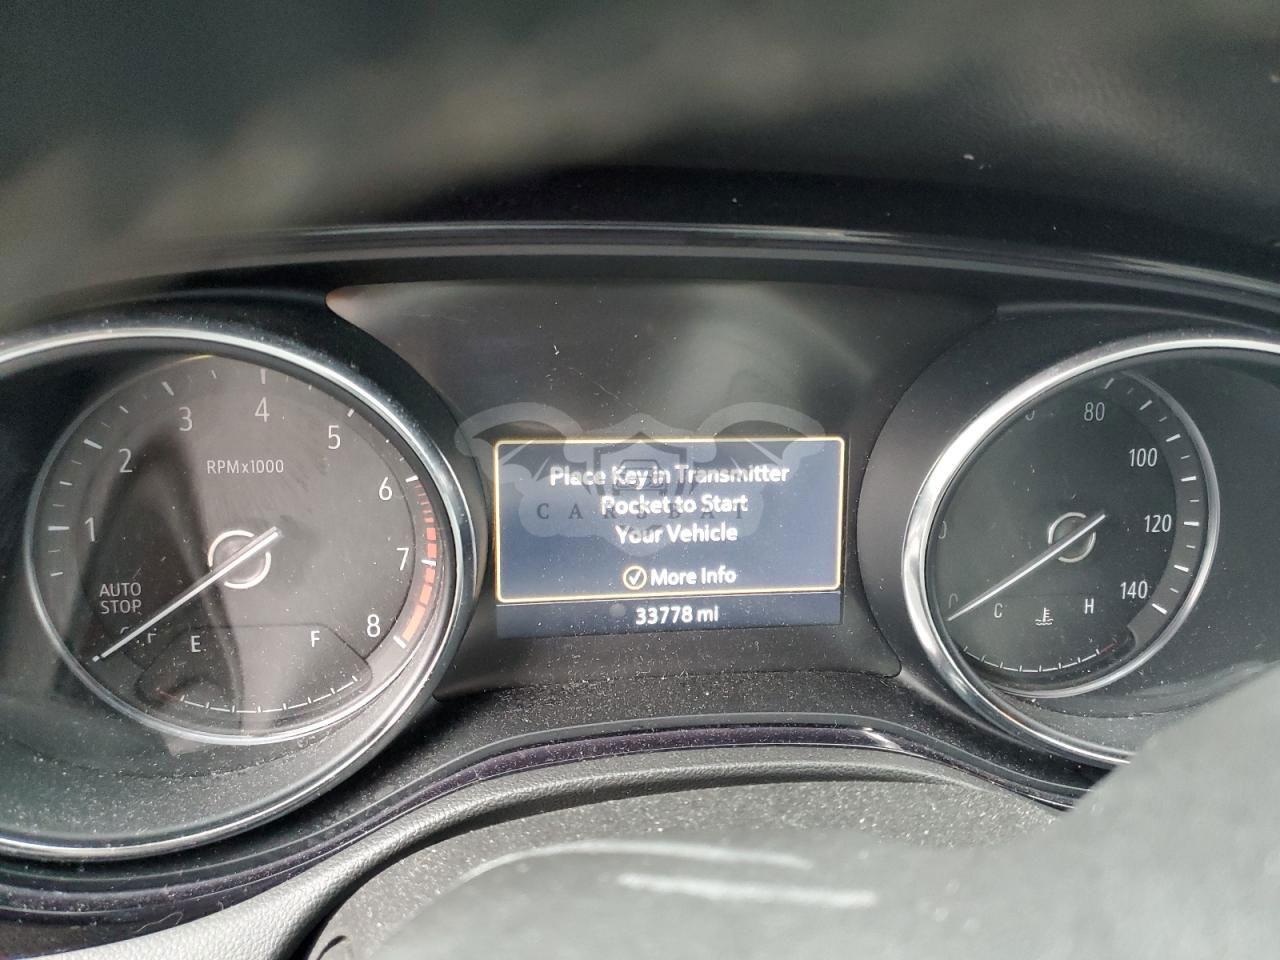 1
2
3
4
5
6
7
8
RPMx1000
AUTO
STOP
E
F
Place Key in Transmitter
Pocket to Start
Your Vehicle
More Info
33778 mi
CARSBAT
80
100
120
140
C
H